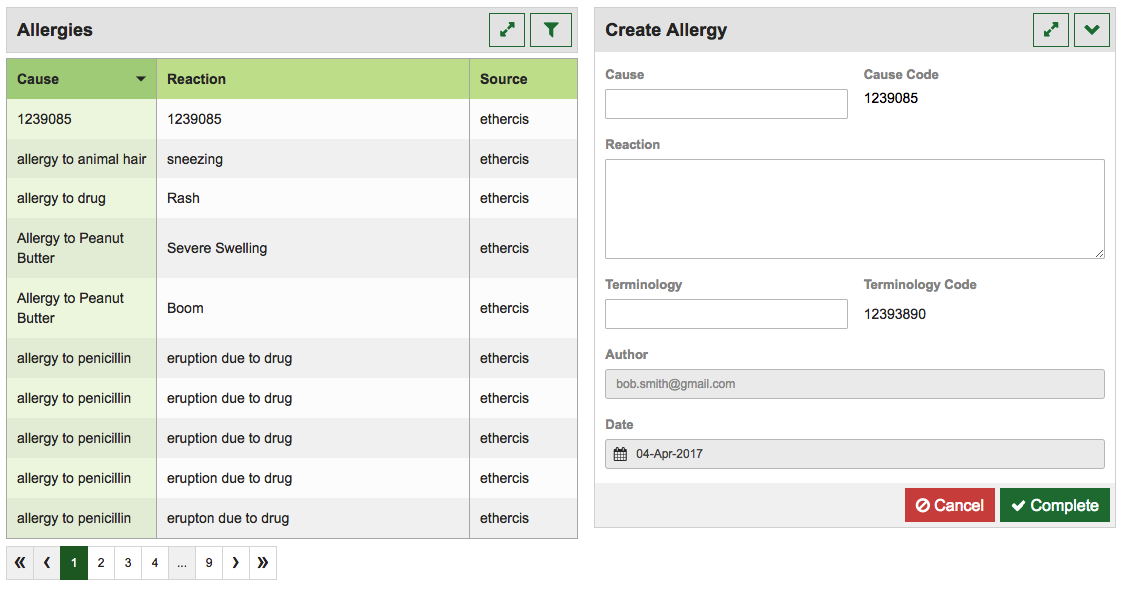 Allergies
Cause Reaction Source
1239085 1239085 ethercis
allergy to animal hair sneezing ethercis
allergy to drug Rash ethercis
Allergy to Peanut
Butter Severe Swelling ethercis
Allergy to Peanut
Butter Boom ethercis
allergy to penicillin eruption due to drug ethercis
allergy to penicillin eruption due to drug ethercis
allergy to penicillin eruption due to drug ethercis
allergy to penicillin eruption due to drug ethercis
allergy to penicillin erupton due to drug ethercis
« ‹ 1 2 3 4 ... 9 › »
Create Allergy
Cause Cause Code
1239085
Reaction
Terminology Terminology Code
12393890
Author
bob.smith@gmail.com
Date
04-Apr-2017
Cancel Complete